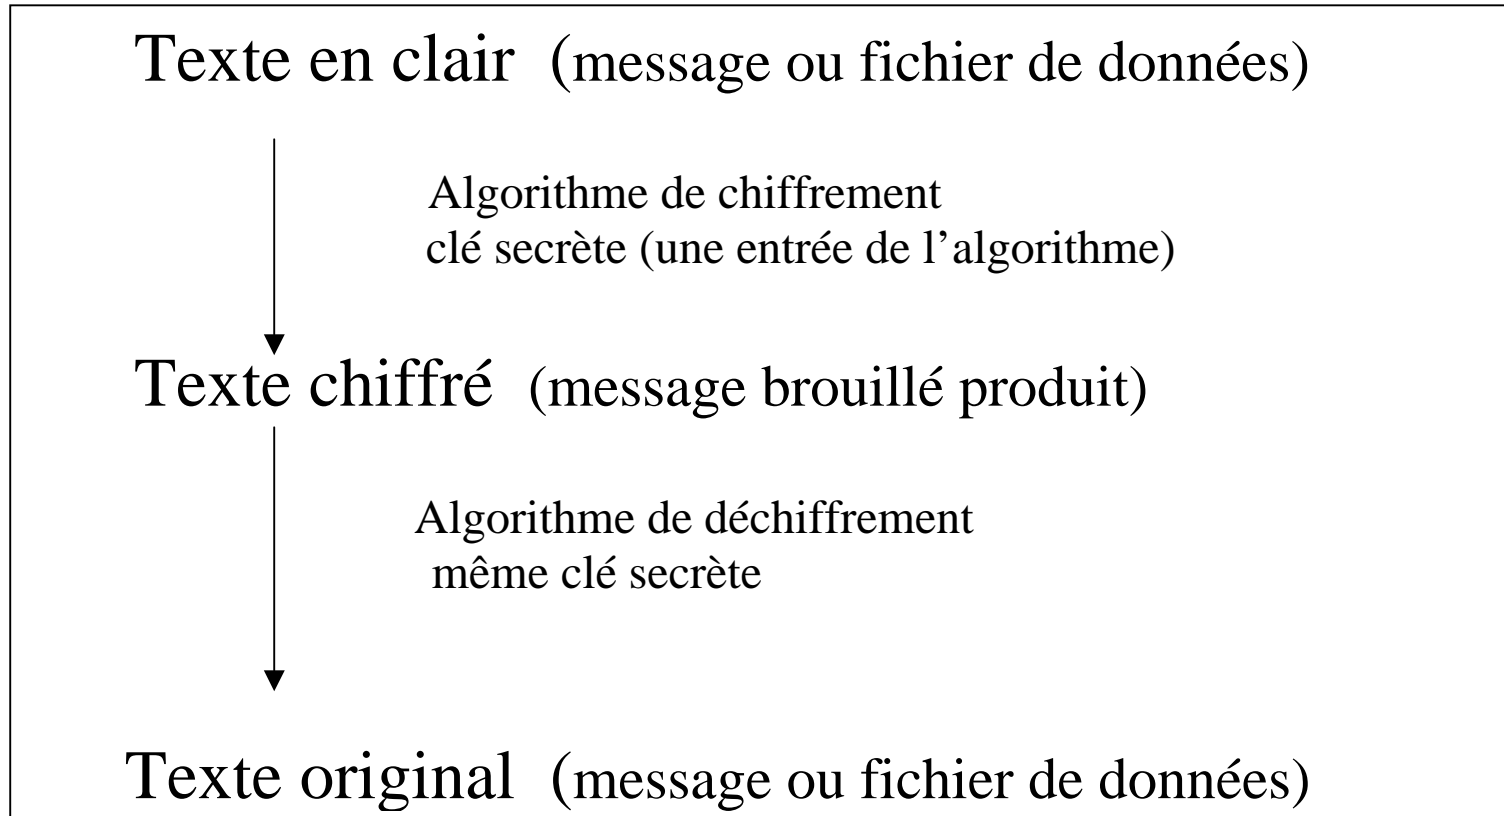 Texte en clair (message ou fichier de données)
Algorithme de chiffrement
clé secrète (une entrée de l’algorithme)
Texte chiffré (message brouillé produit)
Algorithme de déchiffrement
même clé secrète
Texte original (message ou fichier de données)